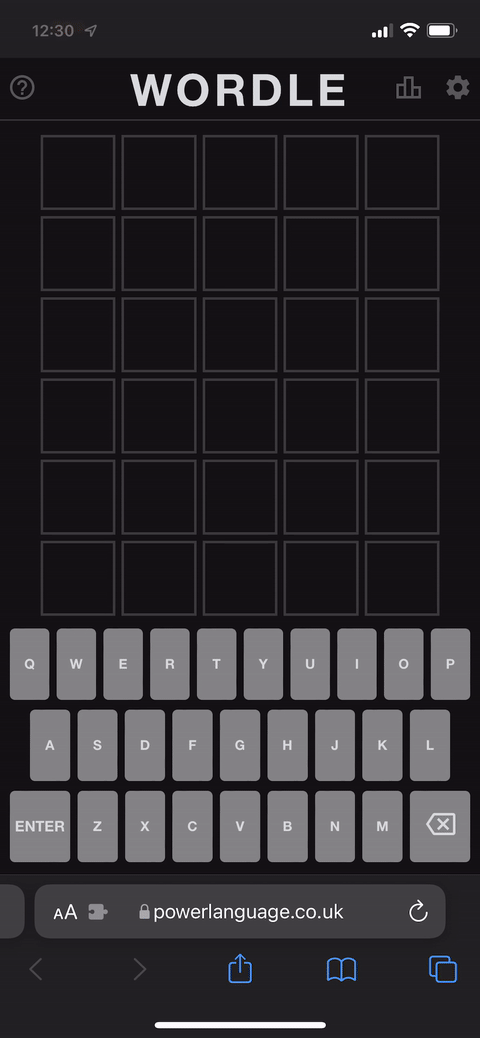 12:30
WORDLE
Q W E R T Y U I O P
A S D F G H J K L
ENTER Z X C V B N M
AA powerlanguage.co.uk